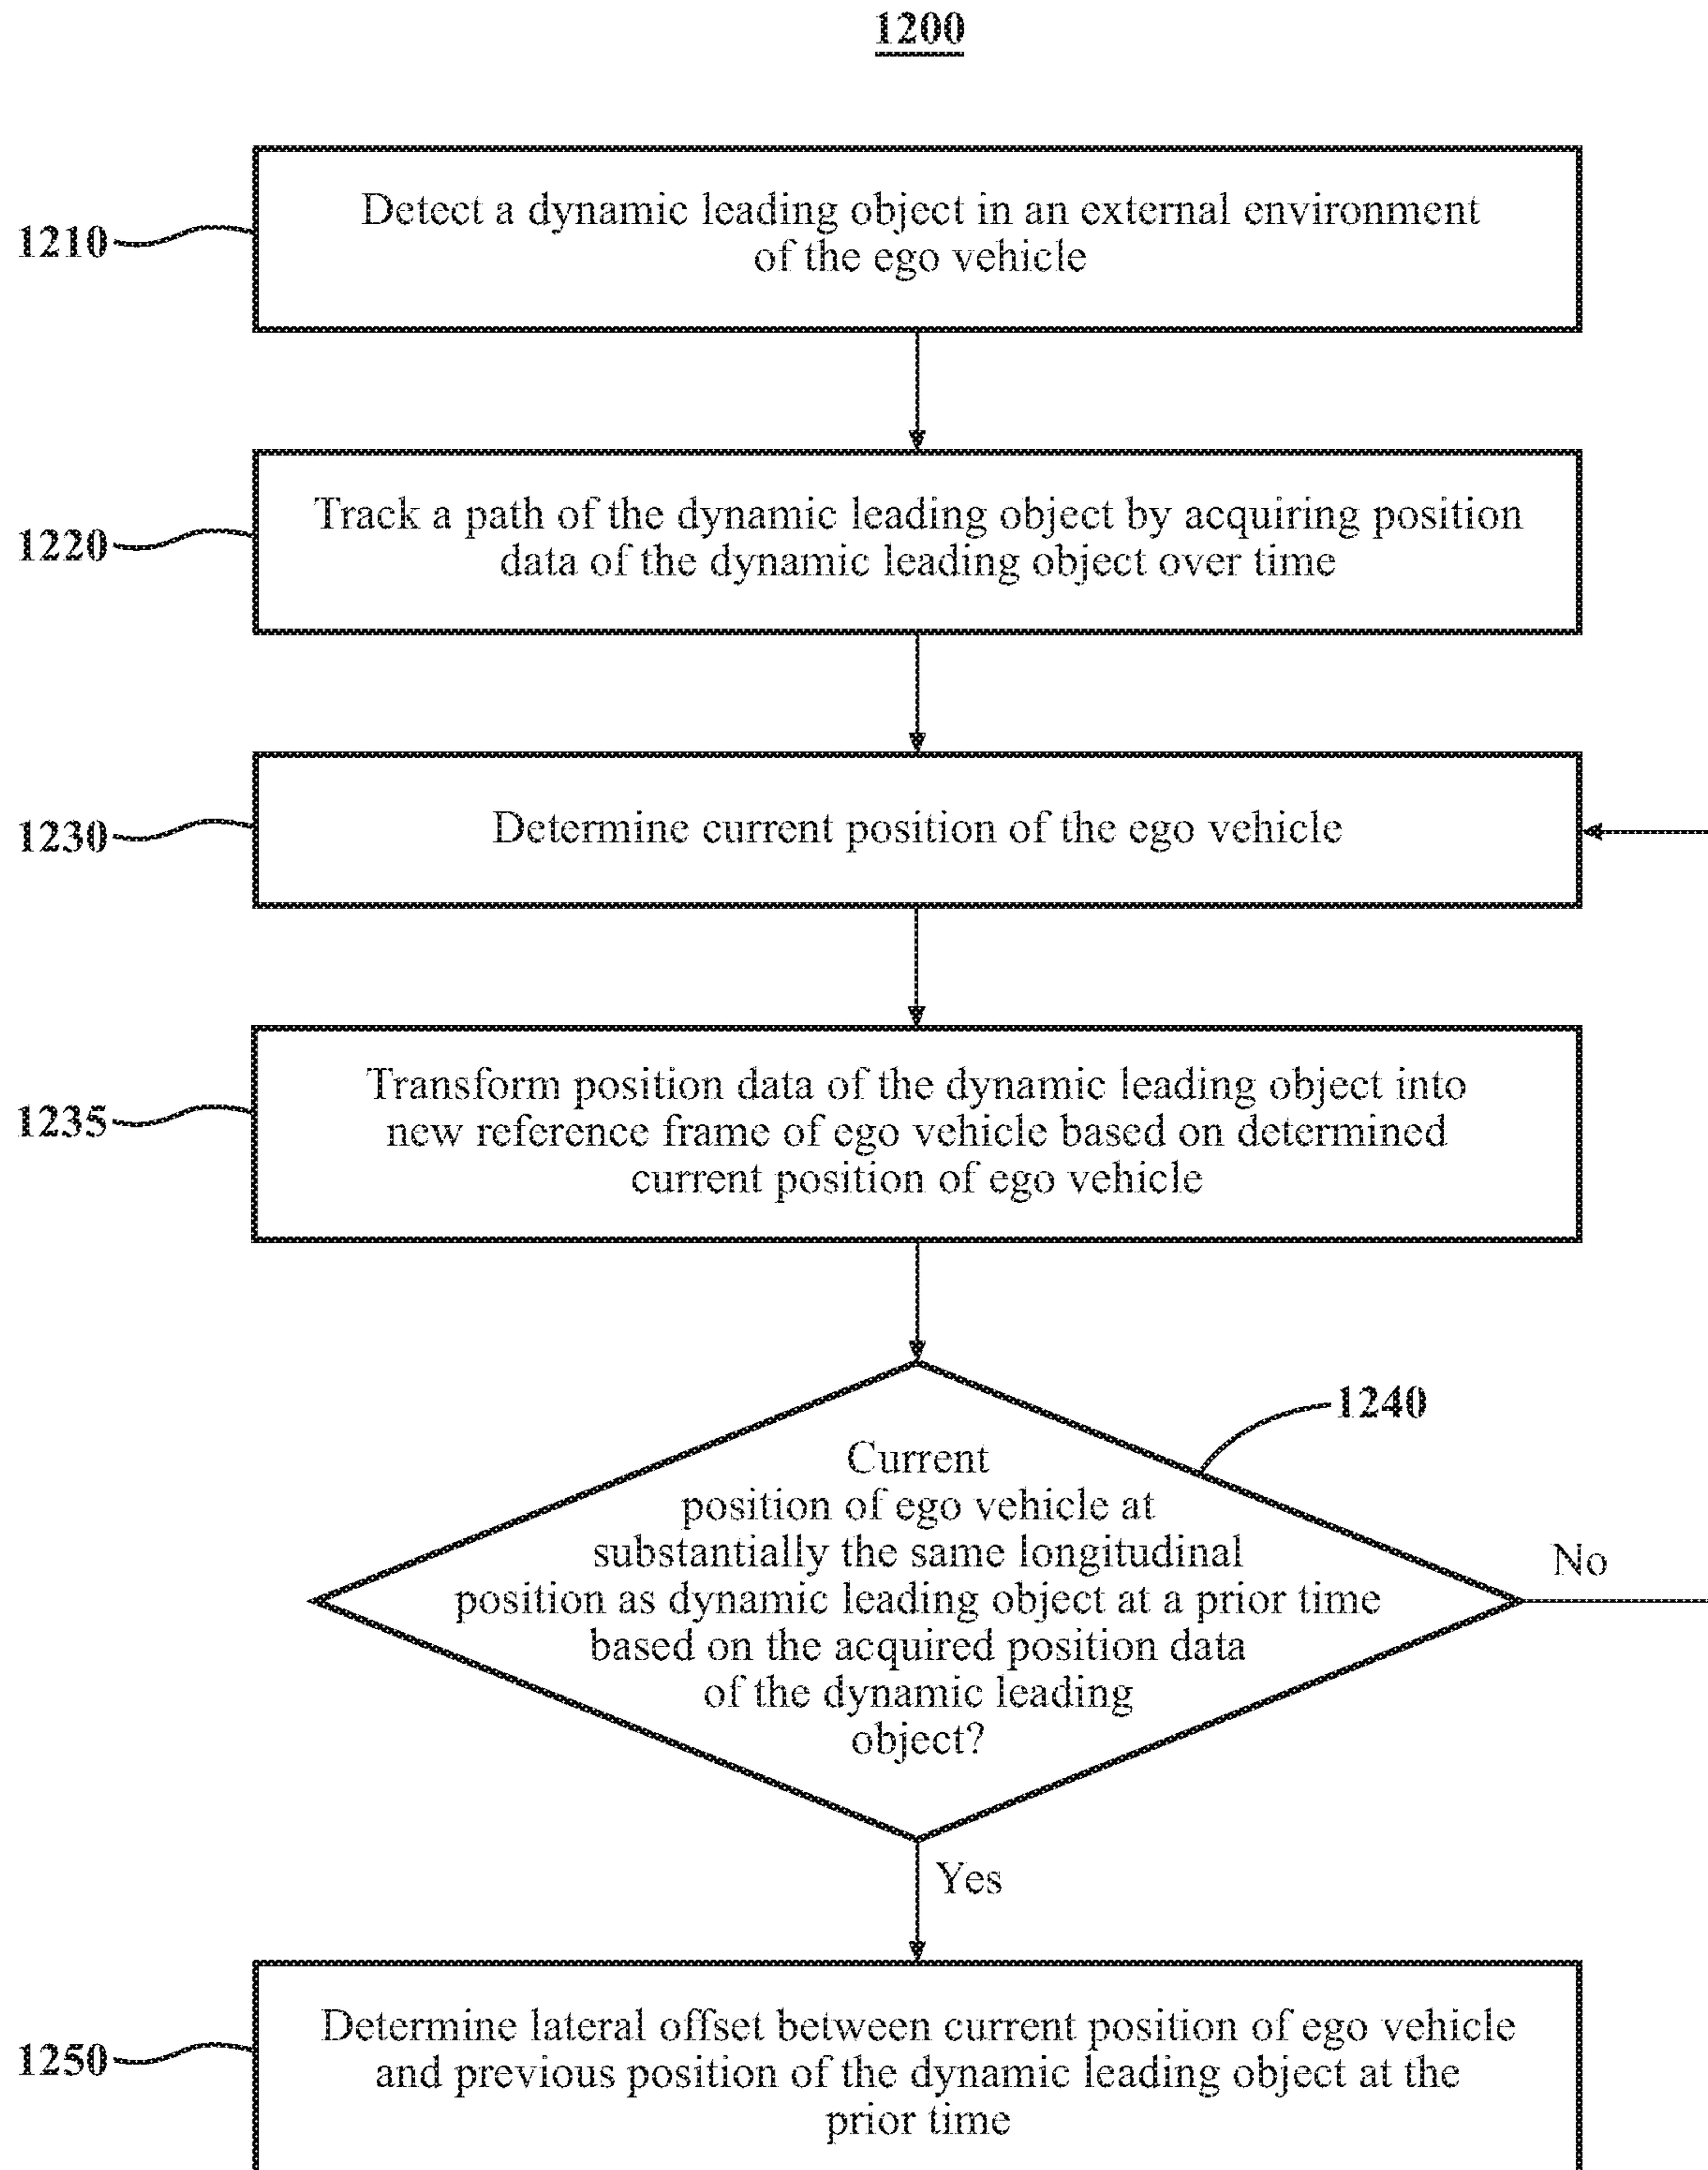 1200
1210
Detect a dynamic leading object in an external environment
of the ego vehicle
1220
Track a path of the dynamic leading object by acquiring position
data of the dynamic leading object over time
1230
Determine current position of the ego vehicle
1235
Transform position data of the dynamic leading object into
new reference frame of ego vehicle based on determined
current position of ego vehicle
1240
Current
position of ego vehicle at
substantially the same longitudinal
position as dynamic leading object at a prior time
based on the acquired position data
of the dynamic leading
object?
No
Yes
1250
Determine lateral offset between current position of ego vehicle
and previous position of the dynamic leading object at the
prior time